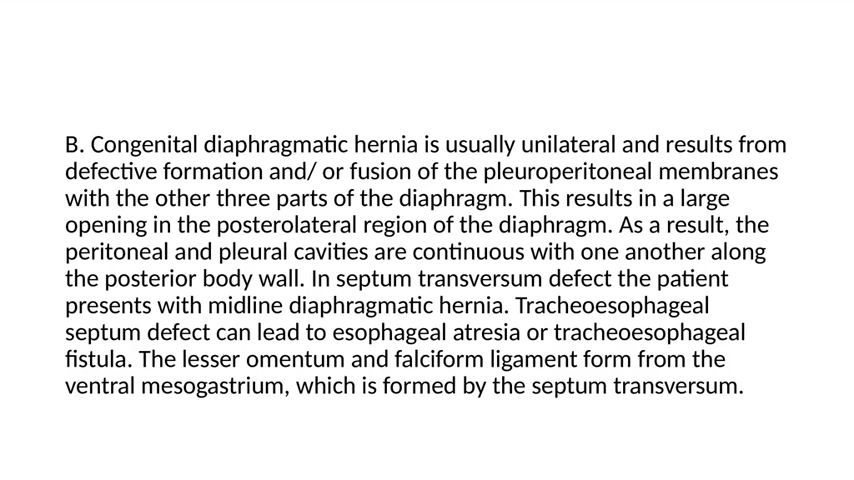 B. Congenital diaphragmatic hernia is usually unilateral and results from
defective formation and/ or fusion of the pleuroperitoneal membranes
with the other three parts of the diaphragm. This results in a large
opening in the posterolateral region of the diaphragm. As a result, the
peritoneal and pleural cavities are continuous with one another along
the posterior body wall. In septum transversum defect the patient
presents with midline diaphragmatic hernia. Tracheoesophageal
septum defect can lead to esophageal atresia or tracheoesophageal
fistula. The lesser omentum and falciform ligament form from the
ventral mesogastrium, which is formed by the septum transversum.